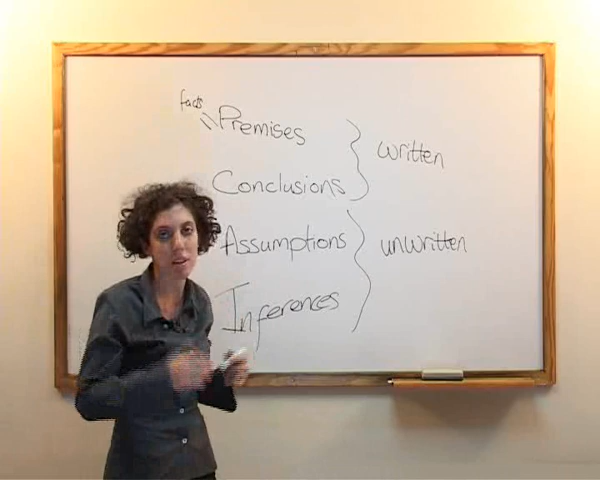 facts
Premises
written
Conclusions
Assumptions
unwritten
Inferences